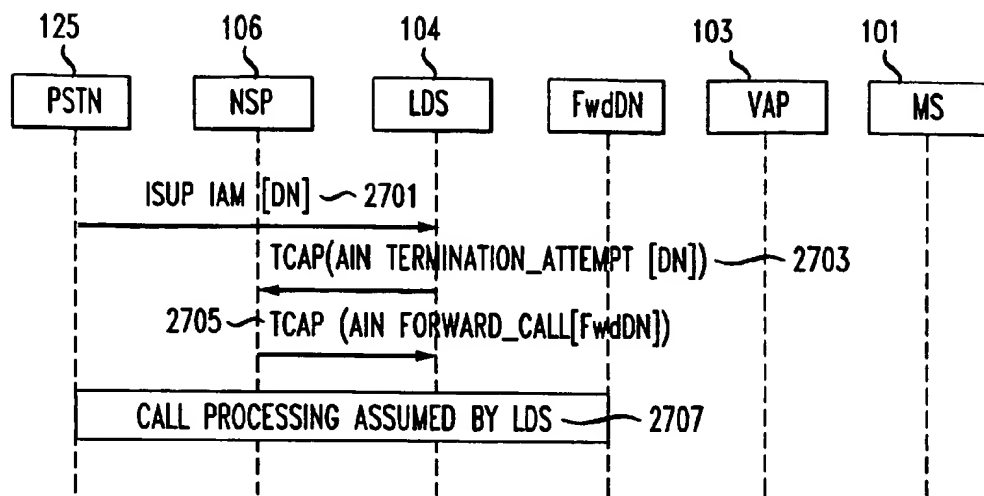 125 106 104 103 101
PSTN NSP LDS FwdDN VAP MS
ISUP IAM [DN] 2701
TCAP(AIN TERMINATION_ATTEMPT [DN]) 2703
2705 TCAP (AIN FORWARD_CALL[FwdDN])
CALL PROCESSING ASSUMED BY LDS 2707